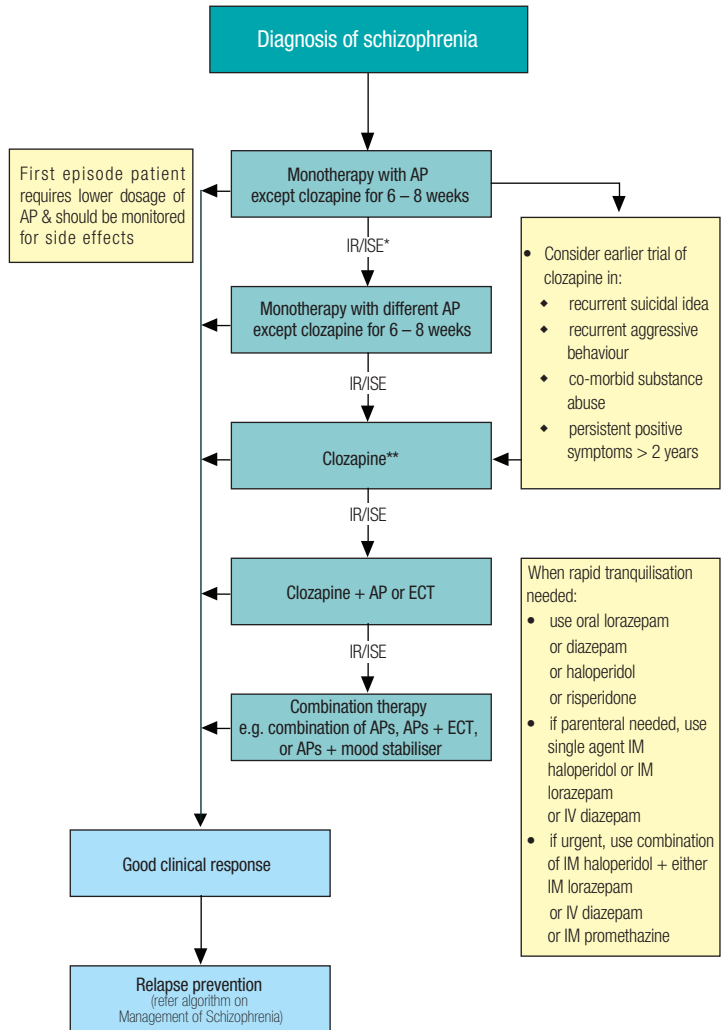 Diagnosis of schizophrenia
First episode patient
requires lower dosage of
AP & should be monitored
for side effects
Monotherapy with AP
except clozapine for 6 – 8 weeks
IR/ISE*
Monotherapy with different AP
except clozapine for 6 – 8 weeks
IR/ISE
Clozapine**
IR/ISE
Clozapine + AP or ECT
IR/ISE
Combination therapy
e.g. combination of APs, APs + ECT,
or APs + mood stabiliser
• Consider earlier trial of
clozapine in:
◆ recurrent suicidal idea
◆ recurrent aggressive
behaviour
◆ co-morbid substance
abuse
◆ persistent positive
symptoms > 2 years
When rapid tranquilisation
needed:
• use oral lorazepam
or diazepam
or haloperidol
or risperidone
• if parenteral needed, use
single agent IM
haloperidol or IM
lorazepam
or IV diazepam
• if urgent, use combination
of IM haloperidol + either
IM lorazepam
or IV diazepam
or IM promethazine
Good clinical response
Relapse prevention
(refer algorithm on
Management of Schizophrenia)